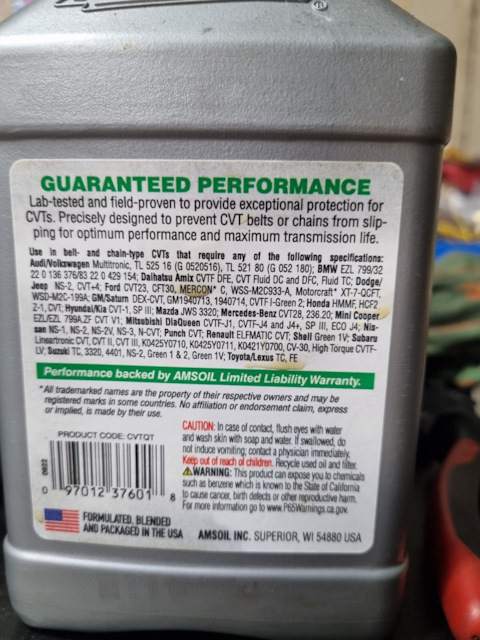 ®
GUARANTEED PERFORMANCE
Lab-tested and field-proven to provide exceptional protection for
CVTs. Precisely designed to prevent CVT belts or chains from slip-
ping for optimum performance and maximum transmission life.
Use in belt- and chain-type CVTs that require any of the following specifications:
Audi/Volkswagen Multitronic, TL 525 16 (G 0520516), TL 521 80 (G 052 180); BMW EZL 799/32
22 0 136 376/83 22 0 429 154; Daihatsu Amix CVTF DFE, CVT Fluid DC and DFC, Fluid TC; Dodge/
Jeep NS-2, CVT+4; Ford CVT23, CFT30, MERCON® C, WSS-M2C933-A, Motorcraft® XT-7-QCFT,
WSD-M2C-199A; GM/Saturn DEX-CVT, GM1940713, 1940714, CVTF I-Green 2; Honda HMMF, HCF2
Z-1, CVT; Hyundai/Kia CVT-1, SP III; Mazda JWS 3320; Mercedes-Benz CVT28, 236.20; Mini Cooper
EZL/EZL 799A,ZF CVT V1; Mitsubishi DiaQueen CVTF-J1, CVTF-J4 and J4+, SP III, ECO J4; Nis-
san NS-1, NS-2, NS-2V, NS-3, N-CVT; Punch CVT; Renault ELFMATIC CVT; Shell Green 1V; Subaru
Lineartronic CVT, CVT II, CVT III, K0425Y0710, K0425Y0711, K0421Y0700, CV-30, High Torque CVTF-
LV; Suzuki TC, 3320, 4401, NS-2, Green 1 & 2, Green 1V; Toyota/Lexus TC, FE
Performance backed by AMSOIL Limited Liability Warranty.
*All trademarked names are the property of their respective owners and may be
registered marks in some countries. No affiliation or endorsement claim, express
or implied, is made by their use.
PRODUCT CODE: CVTQT
0922
0 97012 37601 8
CAUTION: In case of contact, flush eyes with water
and wash skin with soap and water. If swallowed, do
not induce vomiting; contact a physician immediately.
Keep out of reach of children. Recycle used oil and filter.
⚠WARNING: This product can expose you to chemicals
such as benzene which is known to the State of California
to cause cancer, birth defects or other reproductive harm.
For more information go to www.P65Warnings.ca.gov.
FORMULATED, BLENDED
AND PACKAGED IN THE USA
AMSOIL INC. SUPERIOR, WI 54880 USA